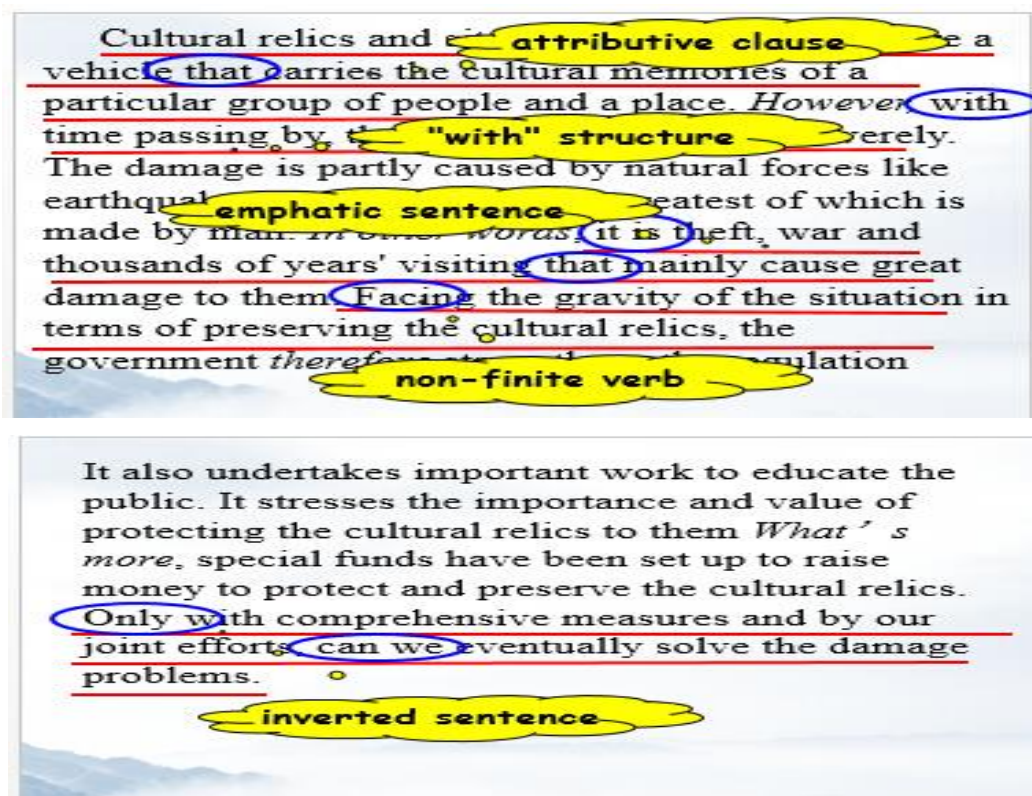 Cultural relics and attributive clause e a
vehicle that carries the cultural memories of a
particular group of people and a place. However, with
time passing by, "with" structure verely.
The damage is partly caused by natural forces like
earthqual emphatic sentence eatest of which is
made by man. In other words, it is theft, war and
thousands of years' visiting that mainly cause great
damage to them. Facing the gravity of the situation in
terms of preserving the cultural relics, the
government therefore gulation
non-finite verb
It also undertakes important work to educate the
public. It stresses the importance and value of
protecting the cultural relics to them What's
more, special funds have been set up to raise
money to protect and preserve the cultural relics.
Only with comprehensive measures and by our
joint efforts, can we eventually solve the damage
problems.
inverted sentence